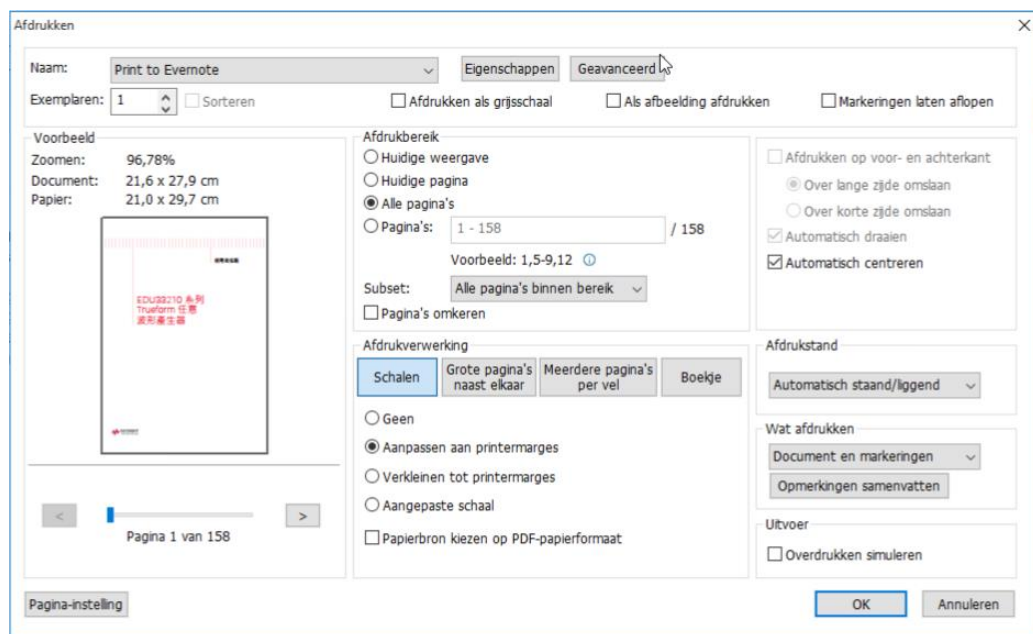 Afdrukken
Naam: Print to Evernote Eigenschappen Geavanceerd
Exemplaren: 1 Sorteren Afdrukken als grijsschaal Als afbeelding afdrukken Markeringen laten aflopen
Voorbeeld
Zoomen: 96,78%
Document: 21,6 x 27,9 cm
Papier: 21,0 x 29,7 cm
EDU33210 系列
Trueform 任意
波形產生器
< >
Pagina 1 van 158
Afdrukbereik
Huidige weergave
Huidige pagina
Alle pagina's
Pagina's: 1 - 158 / 158
Voorbeeld: 1,5-9,12
Subset: Alle pagina's binnen bereik
Pagina's omkeren
Afdrukverwerking
Schalen Grote pagina's naast elkaar Meerdere pagina's per vel Boekje
Geen
Aanpassen aan printermarges
Verkleinen tot printermarges
Aangepaste schaal
Papierbron kiezen op PDF-papierformaat
Afdrukken op voor- en achterkant
Over lange zijde omslaan
Over korte zijde omslaan
Automatisch draaien
Automatisch centreren
Afdrukstand
Automatisch staand/liggend
Wat afdrukken
Document en markeringen
Opmerkingen samenvatten
Uitvoer
Overdrukken simuleren
Pagina-instelling OK Annuleren